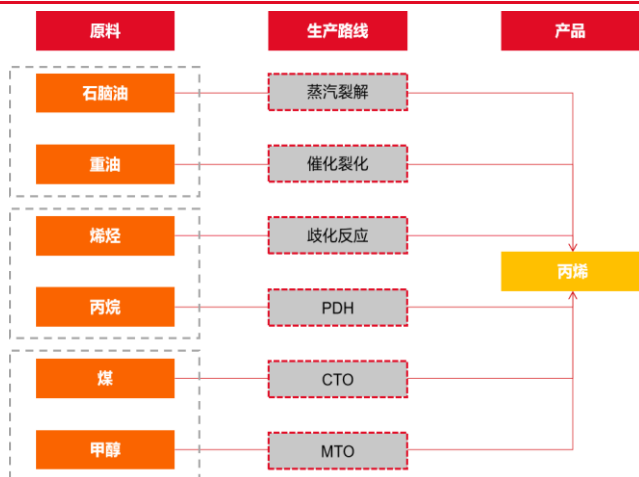 原料 生产路线 产品
石脑油 蒸汽裂解
重油 催化裂化
烯烃 歧化反应
丙烯
丙烷 PDH
煤 CTO
甲醇 MTO